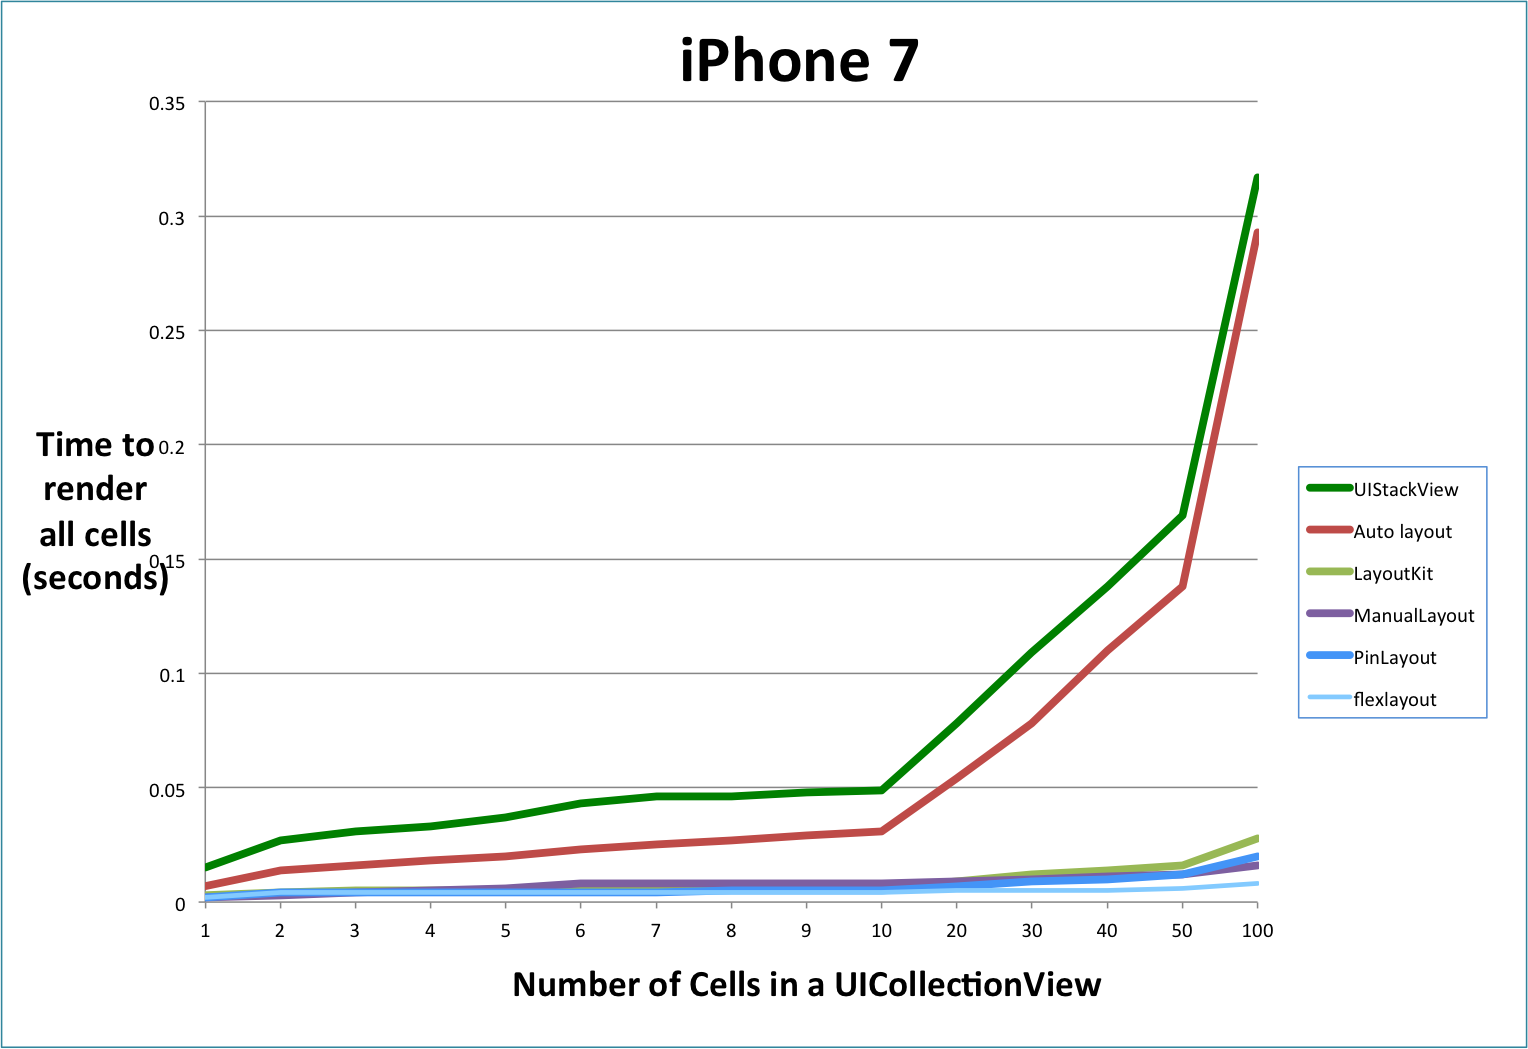 iPhone 7
0.35
0.3
0.25
0.2
0.15
0.1
0.05
0
Time to
render
all cells
(seconds)
UIStackView
Auto layout
LayoutKit
ManualLayout
PinLayout
flexlayout
1 2 3 4 5 6 7 8 9 10 20 30 40 50 100
Number of Cells in a UICollectionView